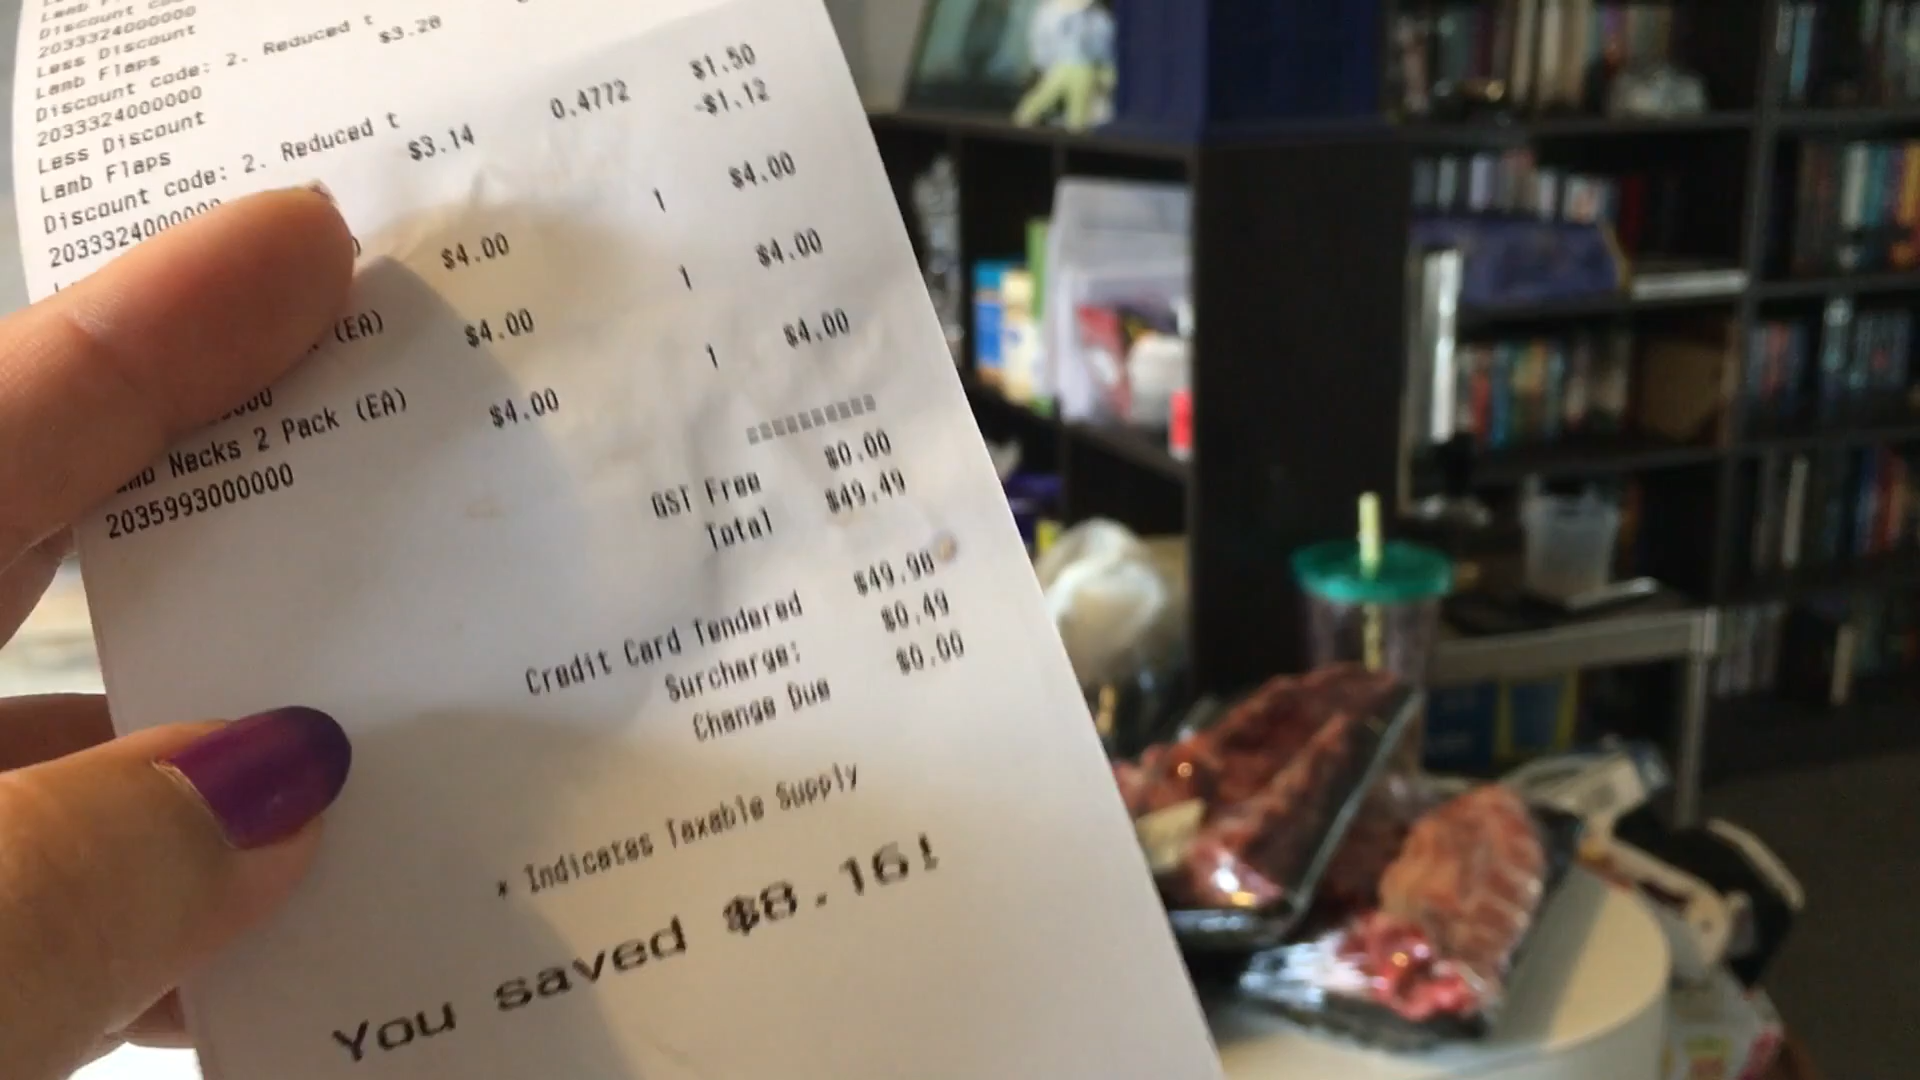 Discount co
2033324000000
Less Discount
Lamb Flaps
Discount code: 2. Reduced t $3.20
2033324000000
Less Discount
Lamb Flaps
Discount code: 2. Reduced t $3.14 0.4772 $1.50
2033324000000 -$1.12
$4.00 1 $4.00
(EA) $4.00 1 $4.00
Necks 2 Pack (EA) $4.00 1 $4.00
2035993000000
==========
GST Free $0.00
Total $49.49
Credit Card Tendered $49.98
Surcharge: $0.49
Change Due $0.00
* Indicates Taxable Supply
You saved $8.16!